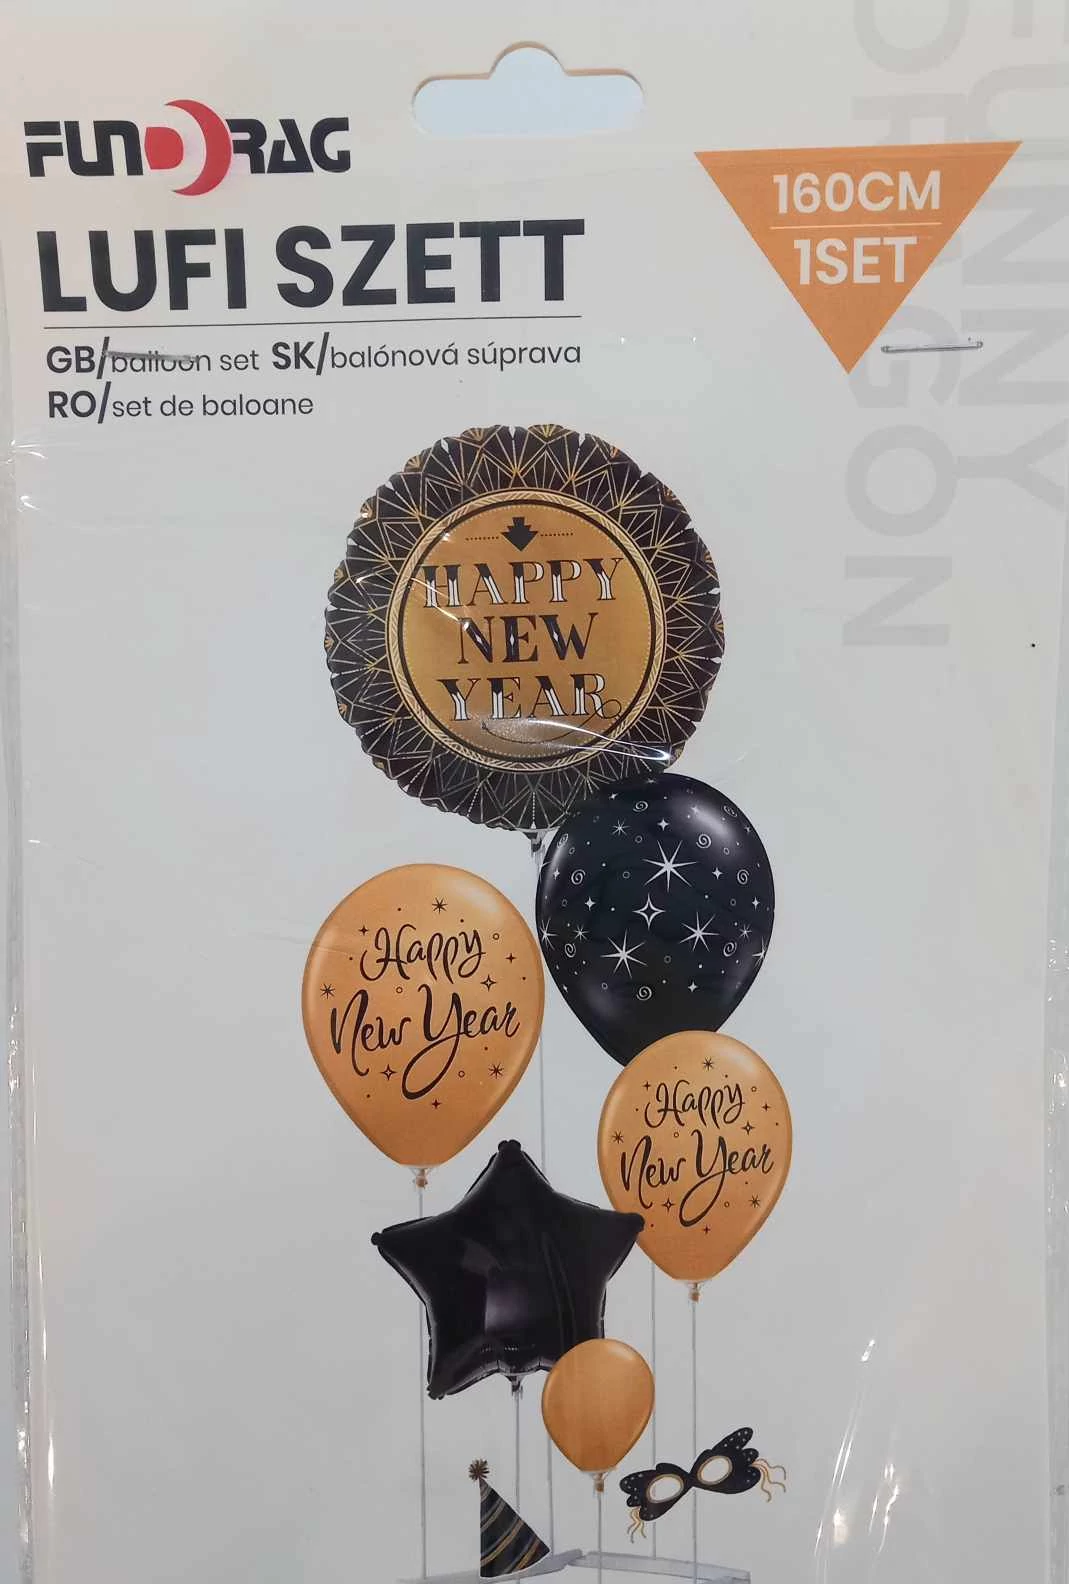 FUNDRAG
160CM
1SET
LUFI SZETT
GB/balloon set SK/balónová súprava
RO/set de baloane
FUNNY
DRAGON
HAPPY
NEW
YEAR
Happy
New Year
Happy
New Year